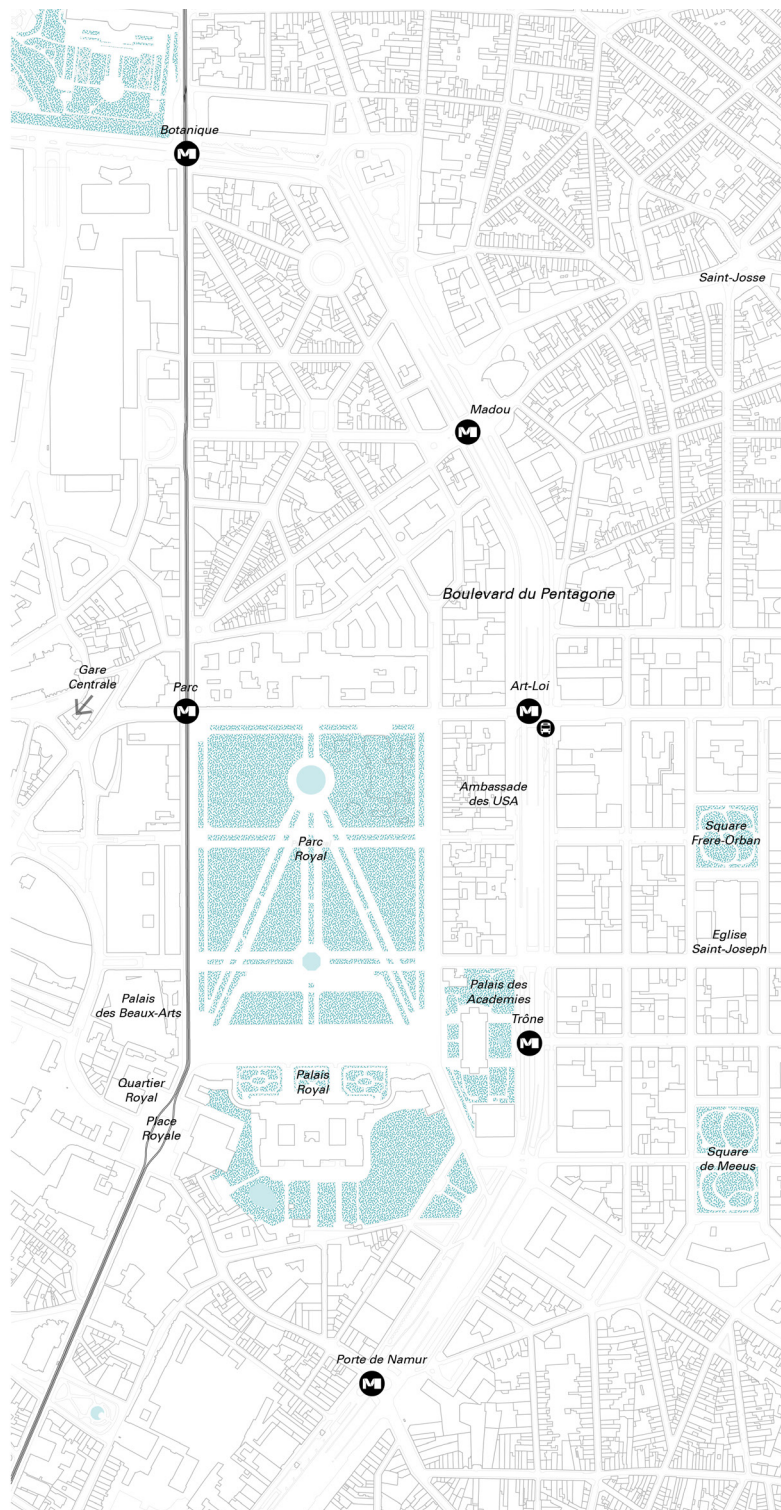 Botanique
M
Saint-Josse
Madou
M
Boulevard du Pentagone
Gare
Centrale
Parc
M
Art-Loi
M
Ambassade
des USA
Parc
Royal
Square
Frere-Orban
Eglise
Saint-Joseph
Palais
des Beaux-Arts
Palais des
Academies
Trône
M
Quartier
Royal
Palais
Royal
Place
Royale
Square
de Meeus
Porte de Namur
M